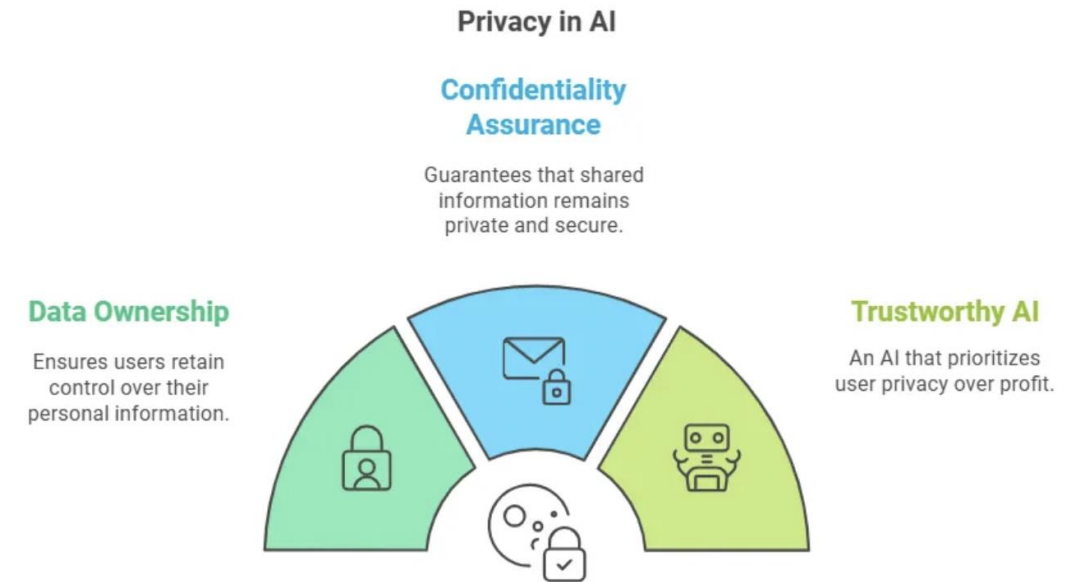 Privacy in AI
Confidentiality
Assurance
Guarantees that shared
information remains
private and secure.
Data Ownership
Ensures users retain
control over their
personal information.
Trustworthy AI
An AI that prioritizes
user privacy over profit.